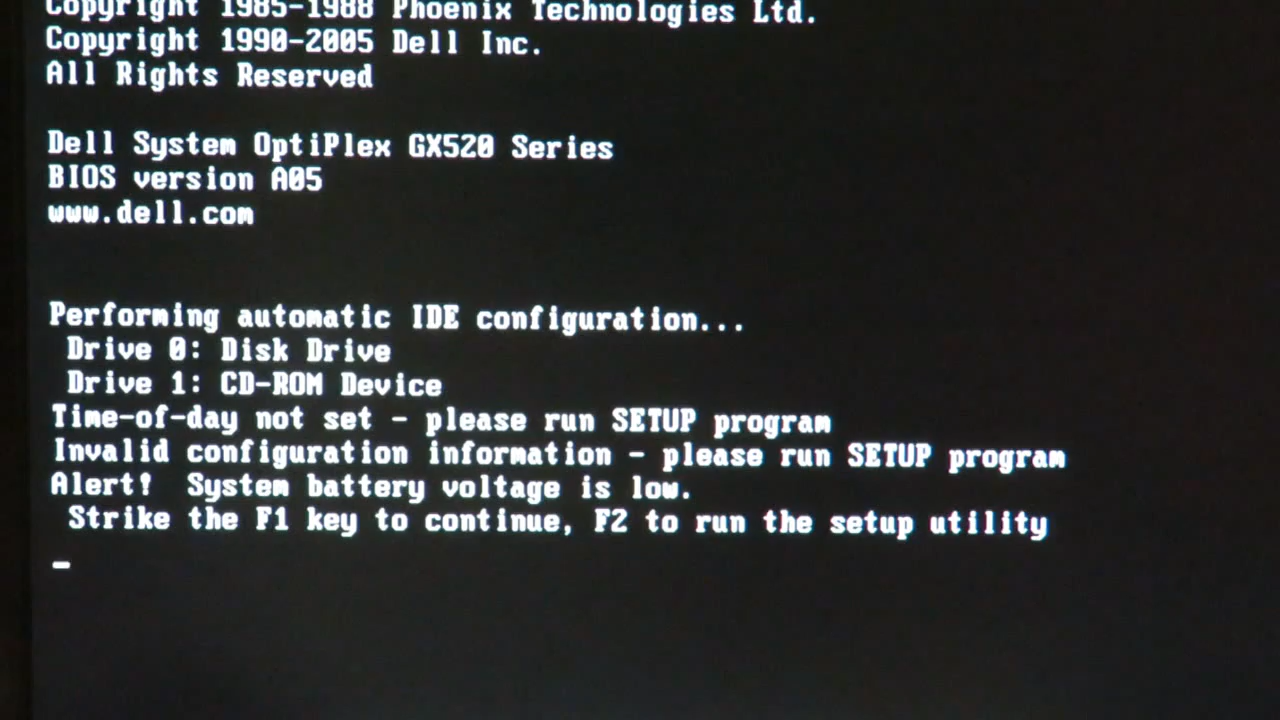 Copyright 1985-1988 Phoenix Technologies Ltd.
Copyright 1990-2005 Dell Inc.
All Rights Reserved
Dell System OptiPlex GX520 Series
BIOS version A05
www.dell.com
Performing automatic IDE configuration...
Drive 0: Disk Drive
Drive 1: CD-ROM Device
Time-of-day not set - please run SETUP program
Invalid configuration information - please run SETUP program
Alert! System battery voltage is low.
Strike the F1 key to continue, F2 to run the setup utility